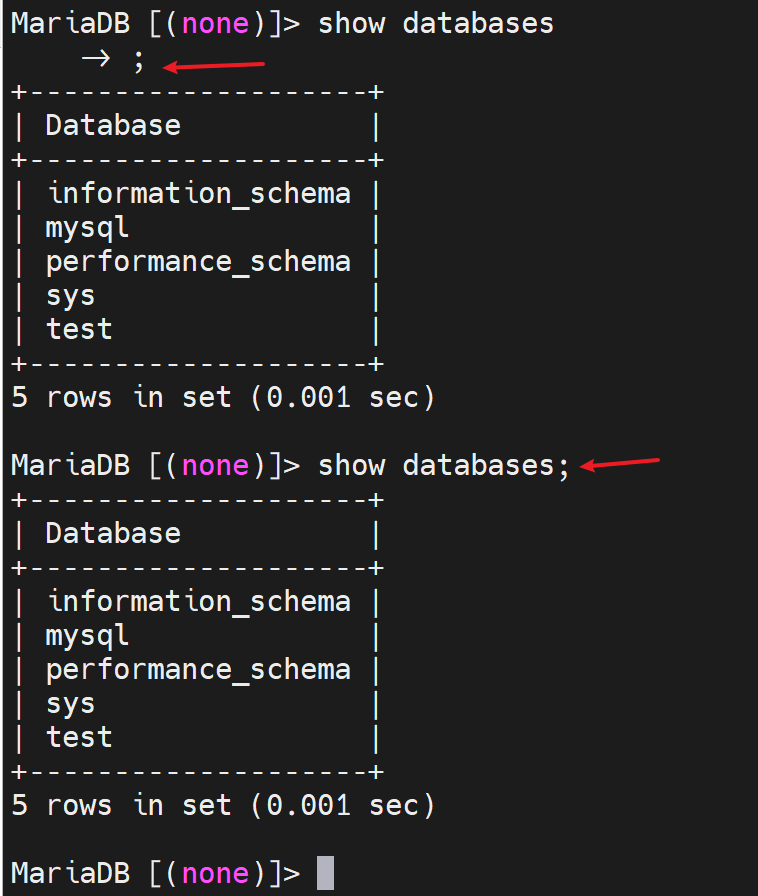 MariaDB [(none)]> show databases
    -> ;
+--------------------+
| Database           |
+--------------------+
| information_schema |
| mysql              |
| performance_schema |
| sys                |
| test               |
+--------------------+
5 rows in set (0.001 sec)

MariaDB [(none)]> show databases;
+--------------------+
| Database           |
+--------------------+
| information_schema |
| mysql              |
| performance_schema |
| sys                |
| test               |
+--------------------+
5 rows in set (0.001 sec)

MariaDB [(none)]>